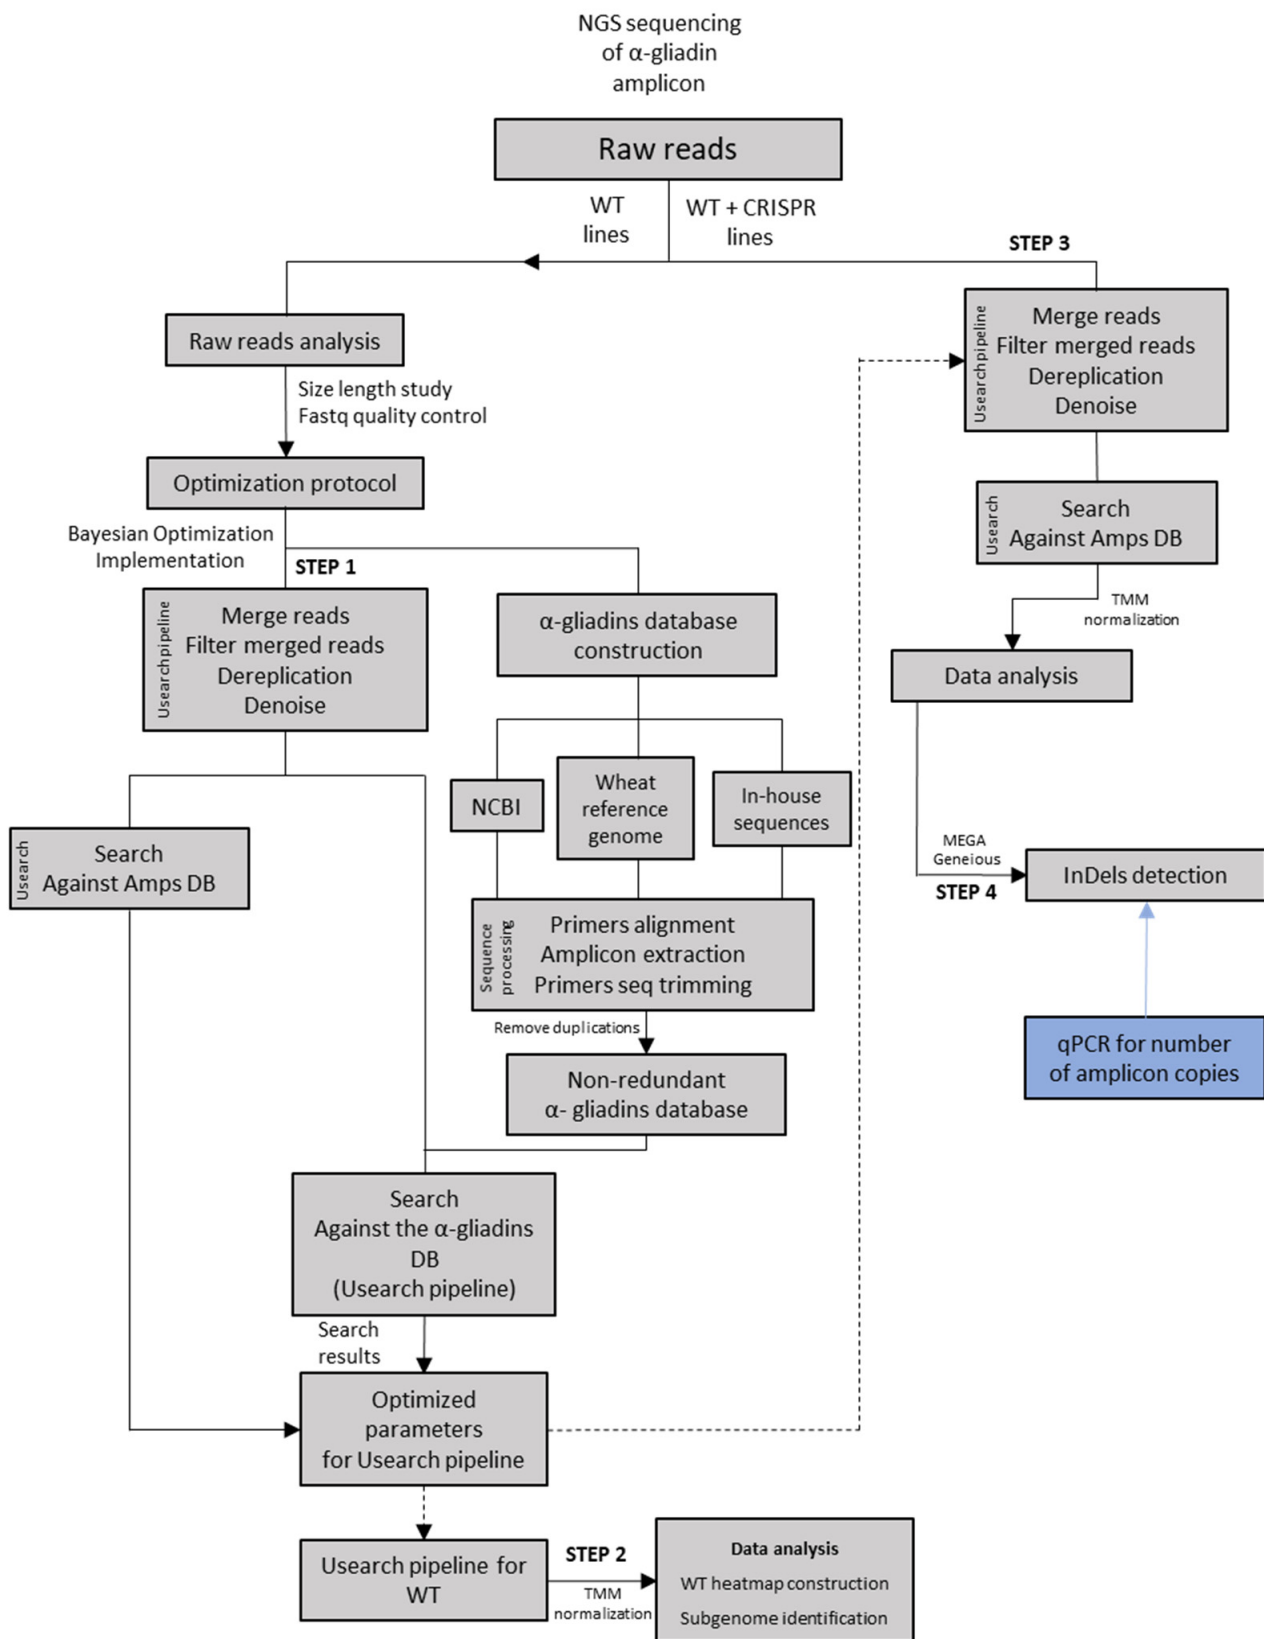 NGS sequencing
of α-gliadin
amplicon
Raw reads
WT
lines
WT + CRISPR
lines
STEP 3
Raw reads analysis
Size length study
Fastq quality control
Optimization protocol
Bayesian Optimization
Implementation
STEP 1
Usearchpipeline
Merge reads
Filter merged reads
Dereplication
Denoise
α-gliadins database
construction
NCBI
Wheat
reference
genome
In-house
sequences
Usearch
Search
Against Amps DB
Sequence
processing
Primers alignment
Amplicon extraction
Primers seq trimming
Remove duplications
Non-redundant
α- gliadins database
Search
Against the α-gliadins
DB
(Usearch pipeline)
Search
results
Optimized
parameters
for Usearch pipeline
Usearch pipeline for
WT
STEP 2
TMM
normalization
Data analysis
WT heatmap construction
Subgenome identification
Usearchpipeline
Merge reads
Filter merged reads
Dereplication
Denoise
Usearch
Search
Against Amps DB
TMM
normalization
Data analysis
MEGA
Geneious
STEP 4
InDels detection
qPCR for number
of amplicon copies